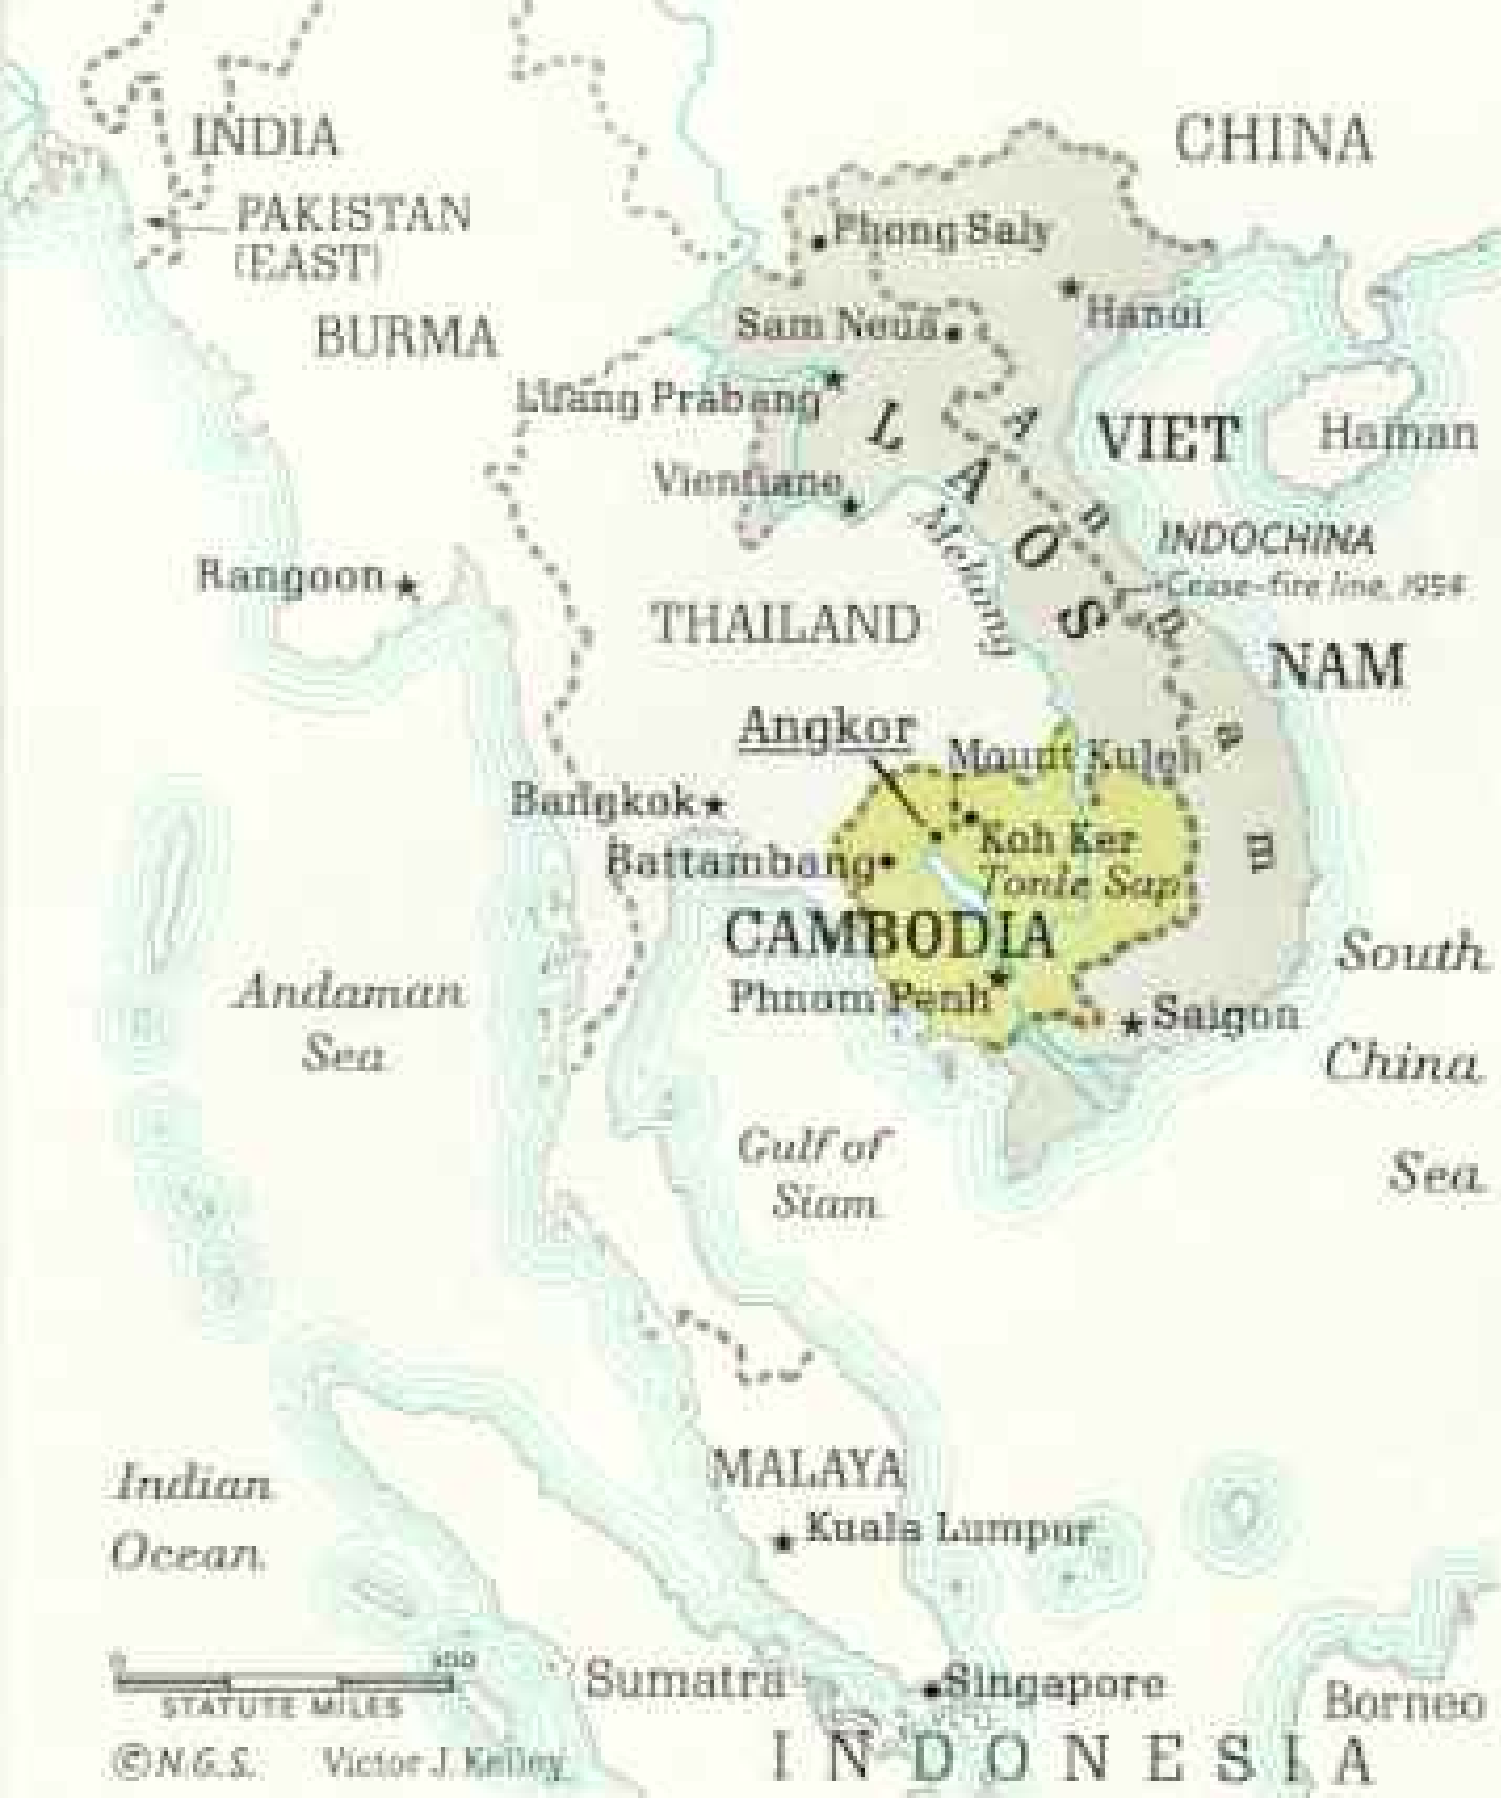 INDIA
CHINA
PAKISTAN
(EAST)
Phong Saly
BURMA
Hanoi
Sam Neua
Luang Prabang
LAOS
Annam
VIET
Hainan
Vientiane
Mekong
INDOCHINA
Cease-fire line, 1954
Rangoon
THAILAND
NAM
Angkor
Mount Kulen
Bangkok
Koh Ker
Battambang
Tonle Sap
CAMBODIA
South
Andaman
Phnom Penh
Saigon
Sea
China
Gulf of
Siam
Sea
MALAYA
Indian
Kuala Lumpur
Ocean
0 300
STATUTE MILES
Sumatra
Singapore
Borneo
INDONESIA
©N.G.S. Victor J. Kelley